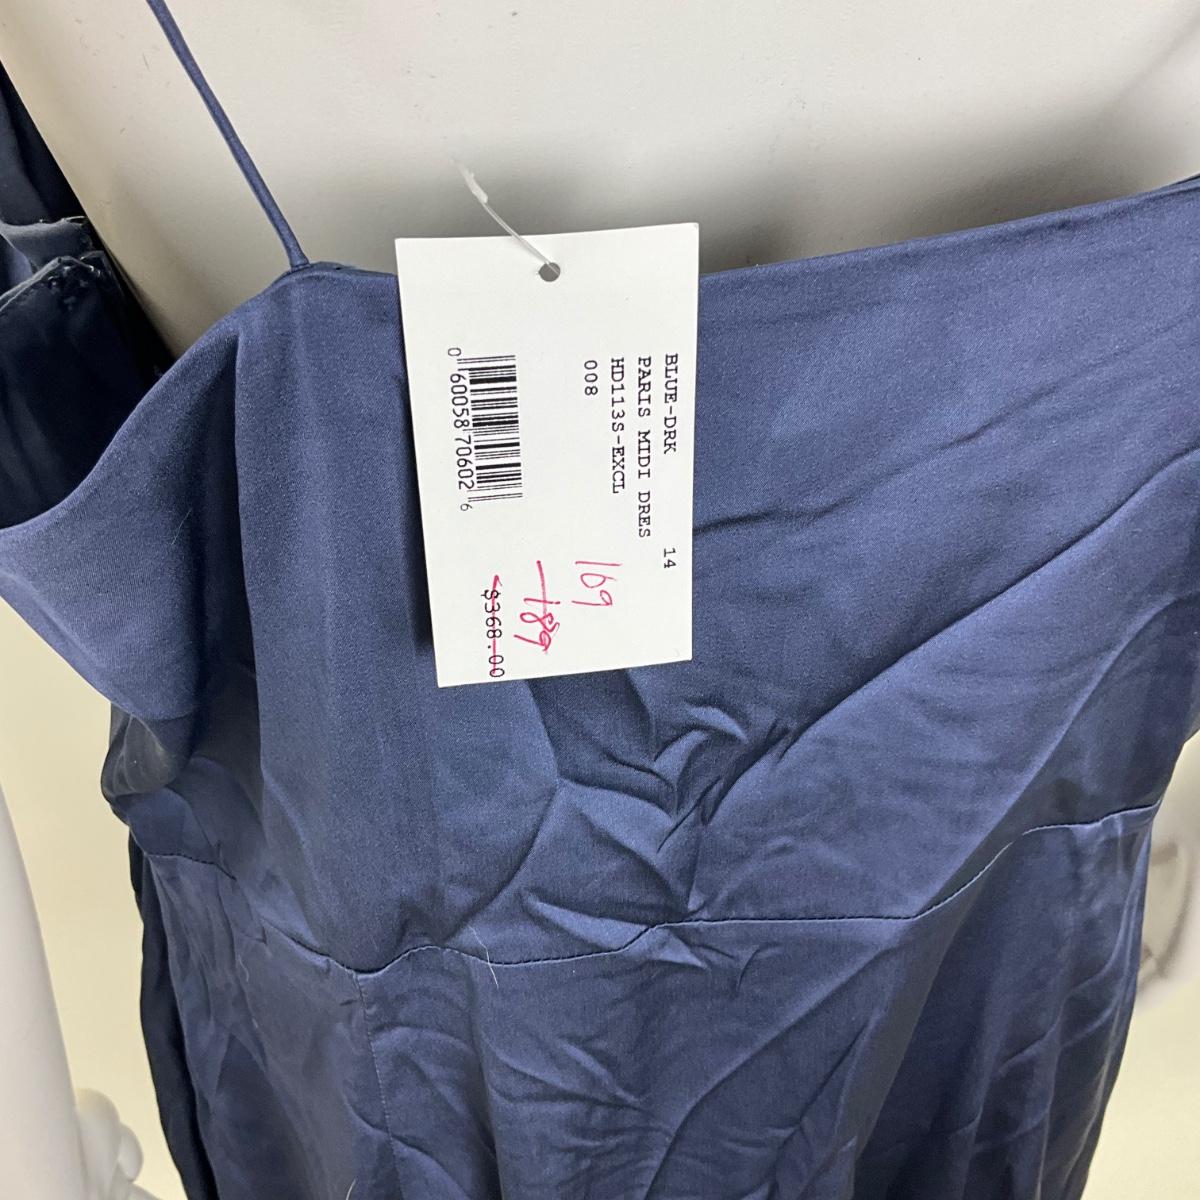 BLUE-DRK 14
PARIS MIDI DRES
HD113S-EXCL
008
169
189
$368.00
0 60058 70602 6